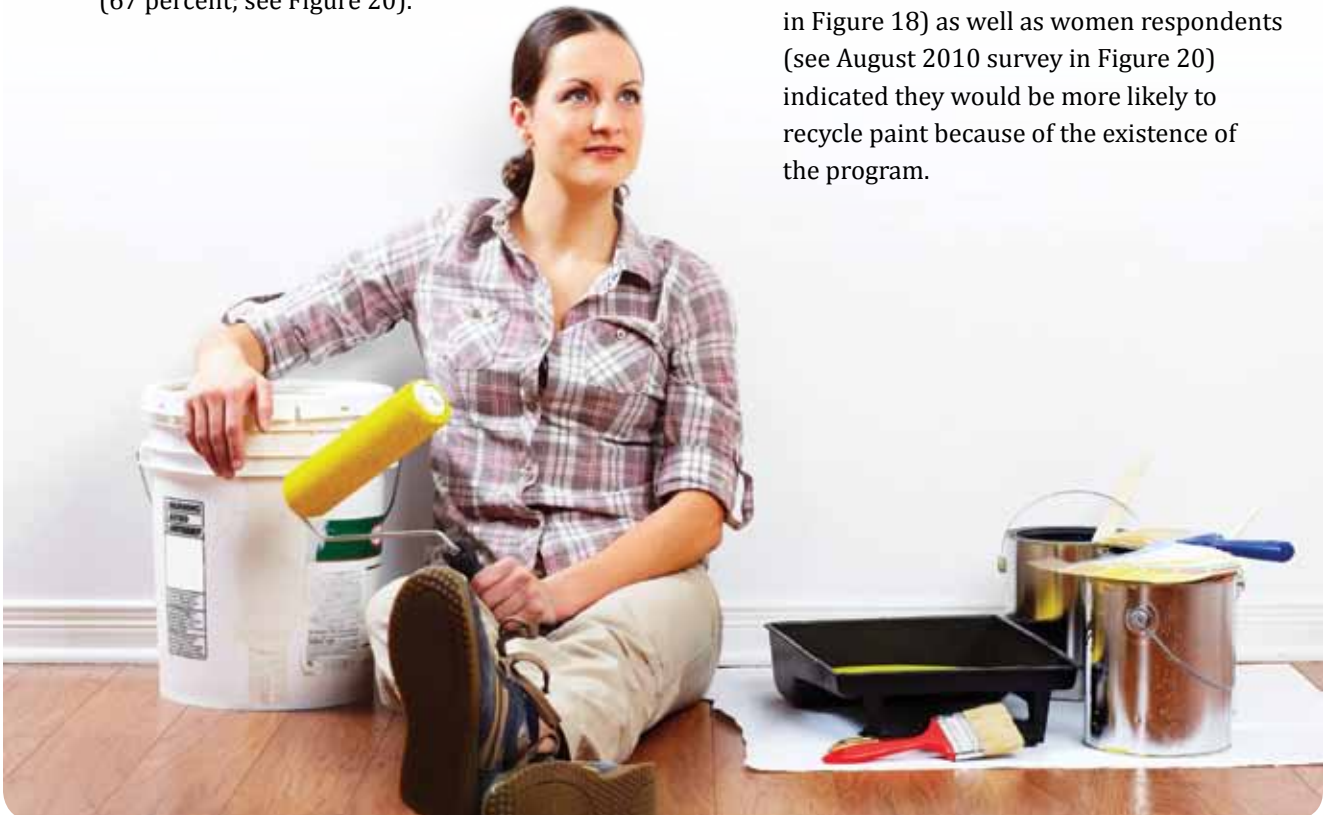 (67 percent; see Figure 20).
in Figure 18) as well as women respondents
(see August 2010 survey in Figure 20)
indicated they would be more likely to
recycle paint because of the existence of
the program.